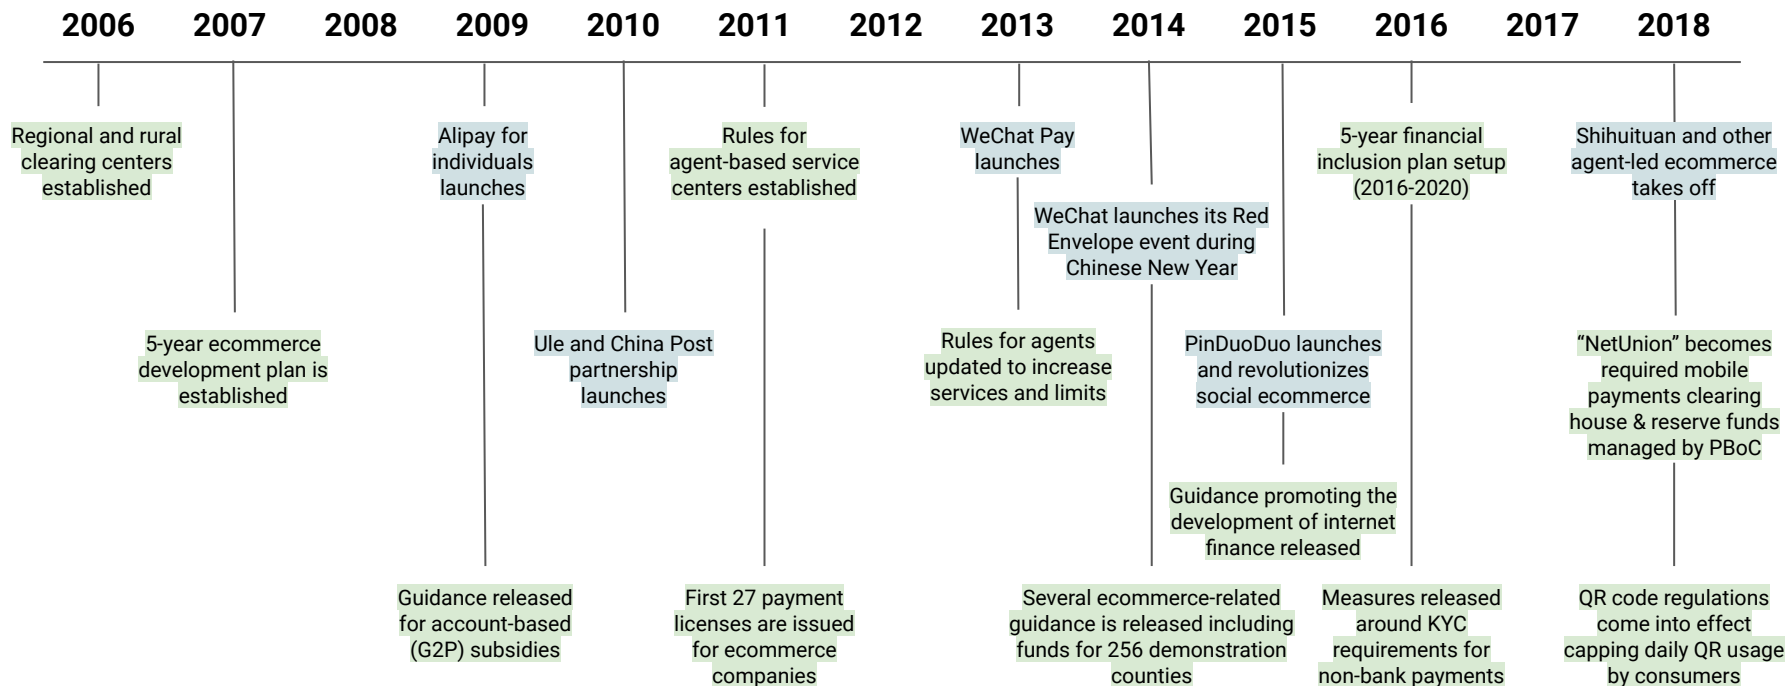 2006 2007 2008 2009 2010 2011 2012 2013 2014 2015 2016 2017 2018
Regional and rural
clearing centers
established
5-year ecommerce
development plan is
established
Alipay for
individuals
launches
Guidance released
for account-based
(G2P) subsidies
Ule and China Post
partnership
launches
Rules for
agent-based service
centers established
First 27 payment
licenses are issued
for ecommerce
companies
WeChat Pay
launches
Rules for agents
updated to increase
services and limits
WeChat launches its Red
Envelope event during
Chinese New Year
Several ecommerce-related
guidance is released including
funds for 256 demonstration
counties
PinDuoDuo launches
and revolutionizes
social ecommerce
Guidance promoting the
development of internet
finance released
5-year financial
inclusion plan setup
(2016-2020)
Measures released
around KYC
requirements for
non-bank payments
Shihuituan and other
agent-led ecommerce
takes off
“NetUnion” becomes
required mobile
payments clearing
house & reserve funds
managed by PBoC
QR code regulations
come into effect
capping daily QR usage
by consumers